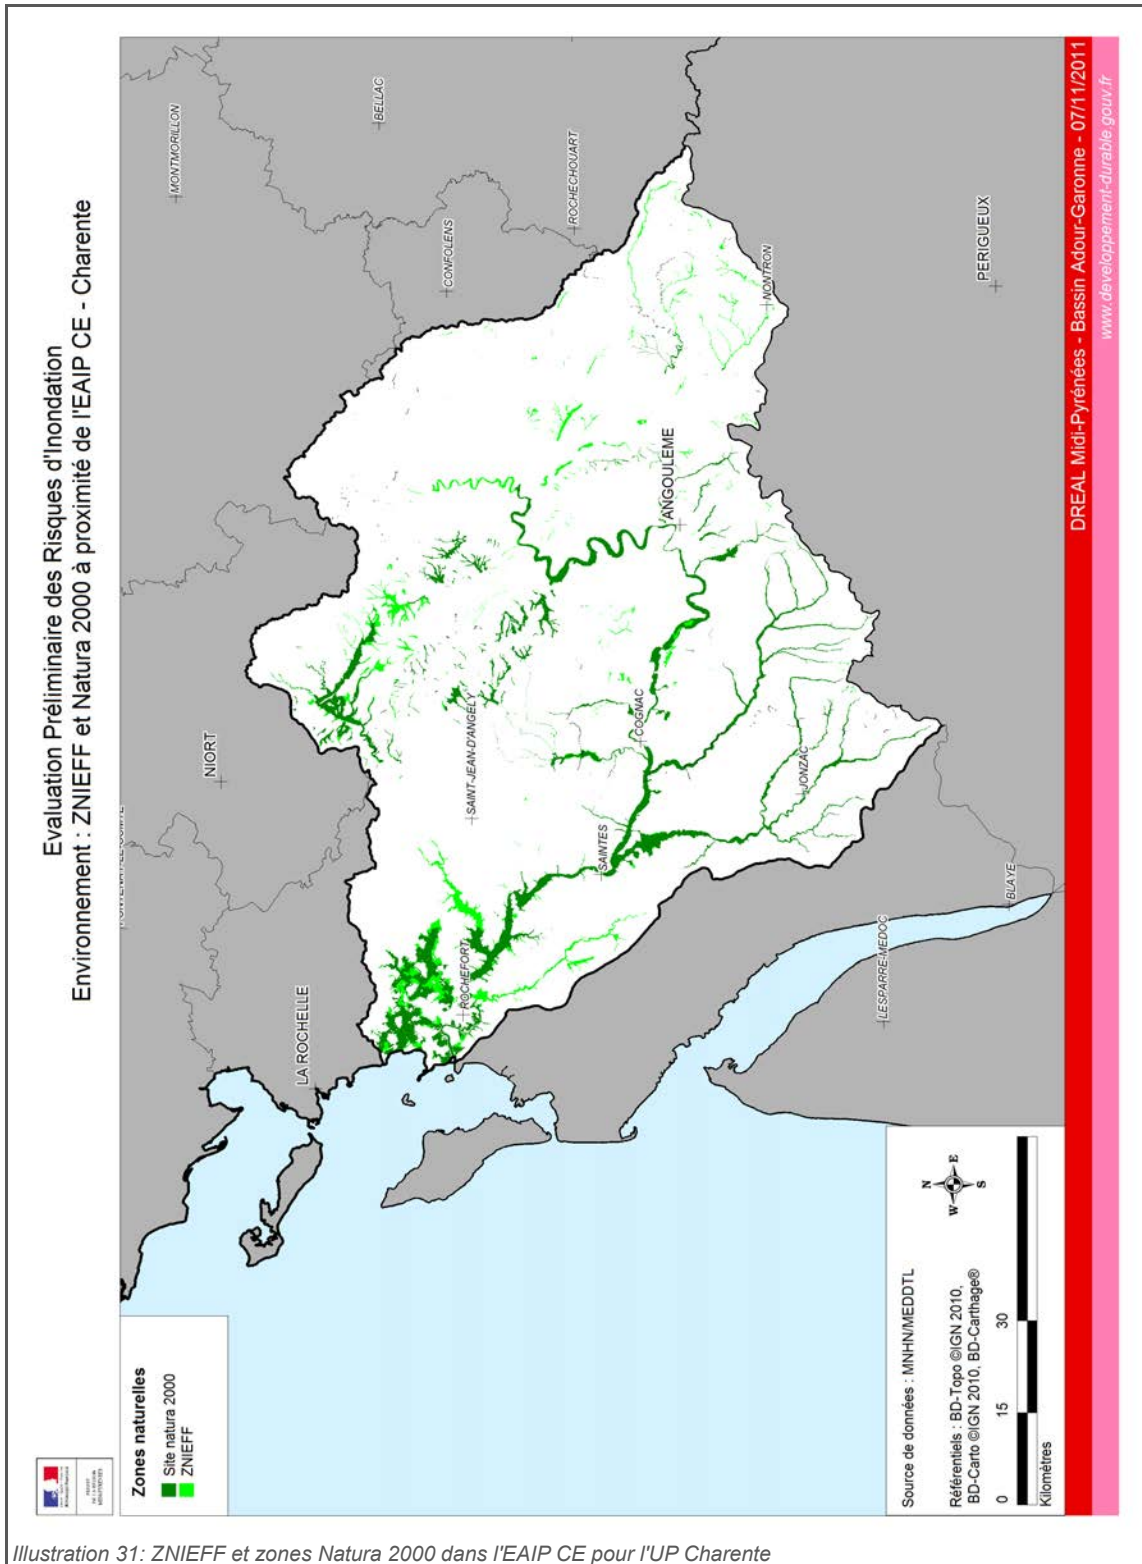 Evaluation Préliminaire des Risques d'Inondation
Environnement : ZNIEFF et Natura 2000 à proximité de l'EAIP CE - Charente
Zones naturelles
Site natura 2000
ZNIEFF
MONTMORILLON
BELLAC
CONFOLENS
ROCHECHOUART
NIORT
LA ROCHELLE
SAINT-JEAN-D'ANGELY
ROCHEFORT
SAINTES
COGNAC
ANGOULEME
NONTRON
PERIGUEUX
JONZAC
LESPARRE-MEDOC
BLAYE
N
W
E
S
Source de données : MNHN/MEDDTL
Référentiels : BD-Topo ©IGN 2010,
BD-Carto ©IGN 2010, BD-Carthage®
0 15 30
Kilomètres
DREAL Midi-Pyrénées - Bassin Adour-Garonne - 07/11/2011
www.developpement-durable.gouv.fr
Illustration 31: ZNIEFF et zones Natura 2000 dans l'EAIP CE pour l'UP Charente